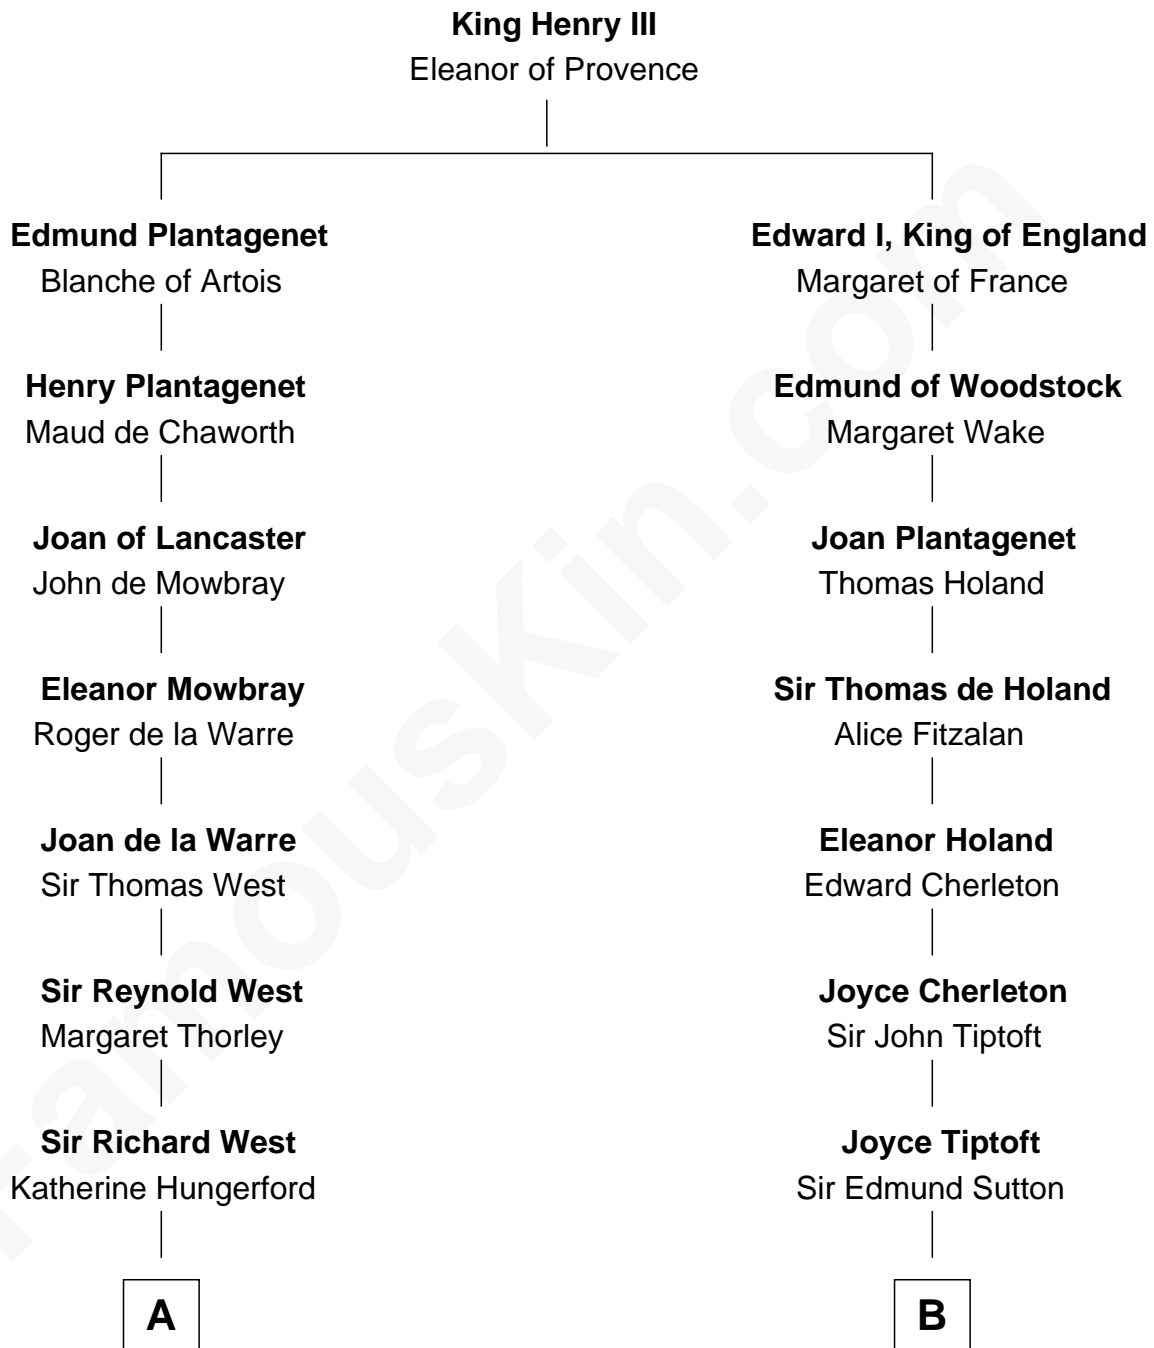 King Henry III
Eleanor of Provence
Edmund Plantagenet
Blanche of Artois
Henry Plantagenet
Maud de Chaworth
Joan of Lancaster
John de Mowbray
Eleanor Mowbray
Roger de la Warre
Joan de la Warre
Sir Thomas West
Sir Reynold West
Margaret Thorley
Sir Richard West
Katherine Hungerford
A
Edward I, King of England
Margaret of France
Edmund of Woodstock
Margaret Wake
Joan Plantagenet
Thomas Holand
Sir Thomas de Holand
Alice Fitzalan
Eleanor Holand
Edward Cherleton
Joyce Cherleton
Sir John Tiptoft
Joyce Tiptoft
Sir Edmund Sutton
B
FamousKin.com